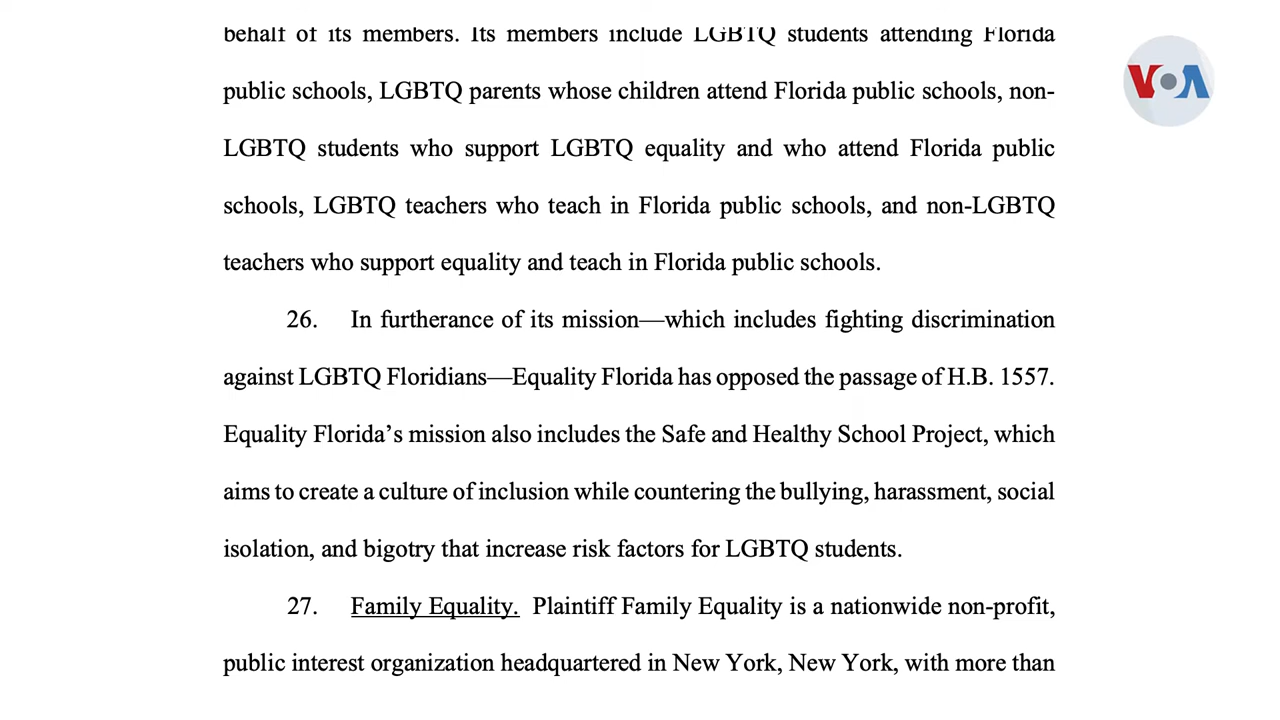 behalf of its members. Its members include LGBTQ students attending Florida
public schools, LGBTQ parents whose children attend Florida public schools, non-
LGBTQ students who support LGBTQ equality and who attend Florida public
schools, LGBTQ teachers who teach in Florida public schools, and non-LGBTQ
teachers who support equality and teach in Florida public schools.
26. In furtherance of its mission—which includes fighting discrimination
against LGBTQ Floridians—Equality Florida has opposed the passage of H.B. 1557.
Equality Florida’s mission also includes the Safe and Healthy School Project, which
aims to create a culture of inclusion while countering the bullying, harassment, social
isolation, and bigotry that increase risk factors for LGBTQ students.
27. Family Equality. Plaintiff Family Equality is a nationwide non-profit,
public interest organization headquartered in New York, New York, with more than
VOA